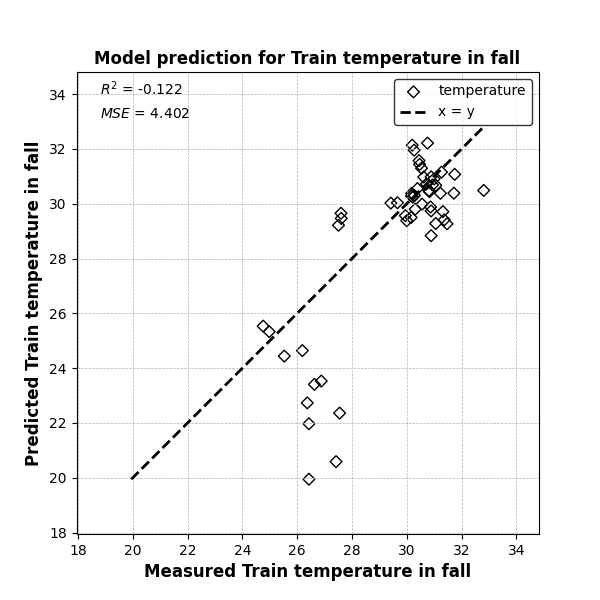 Model prediction for Train temperature in fall
R² = -0.122
MSE = 4.402
temperature
x = y
Predicted Train temperature in fall
34
32
30
28
26
24
22
20
18
18 20 22 24 26 28 30 32 34
Measured Train temperature in fall